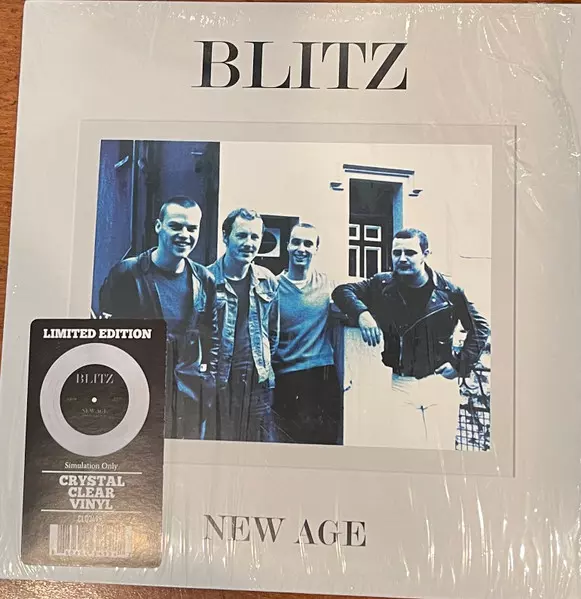 BLITZ
LIMITED EDITION
BLITZ
NEW AGE
Simulation Only
CRYSTAL
CLEAR
VINYL
NEW AGE